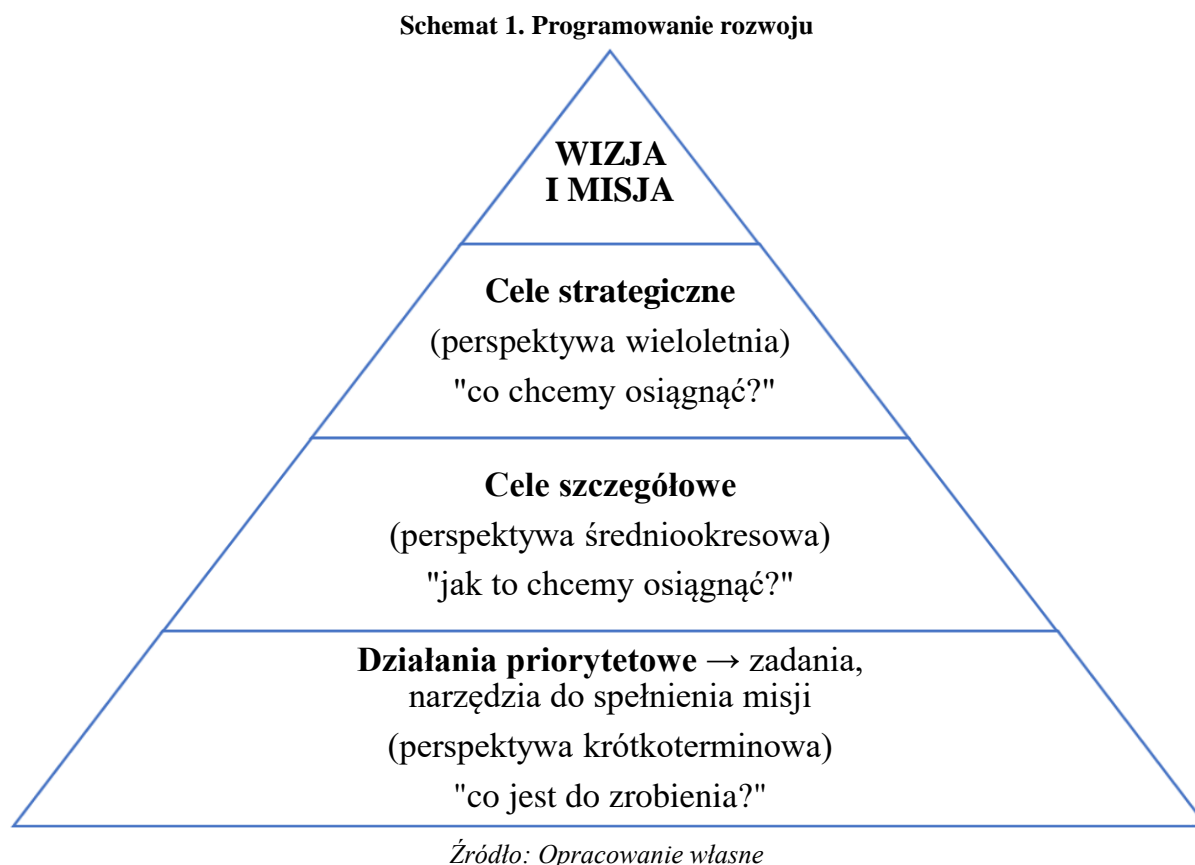 Schemat 1. Programowanie rozwoju
WIZJA
I MISJA
Cele strategiczne
(perspektywa wieloletnia)
"co chcemy osiągnąć?"
Cele szczegółowe
(perspektywa średniookresowa)
"jak to chcemy osiągnąć?"
Działania priorytetowe → zadania,
narzędzia do spełnienia misji
(perspektywa krótkoterminowa)
"co jest do zrobienia?"
Źródło: Opracowanie własne